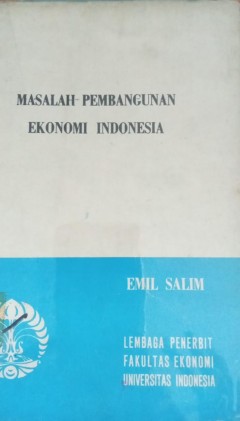 MASALAH-PEMBANGUNAN
EKONOMI INDONESIA
EMIL SALIM
LEMBAGA PENERBIT
FAKULTAS EKONOMI
UNIVERSITAS INDONESIA